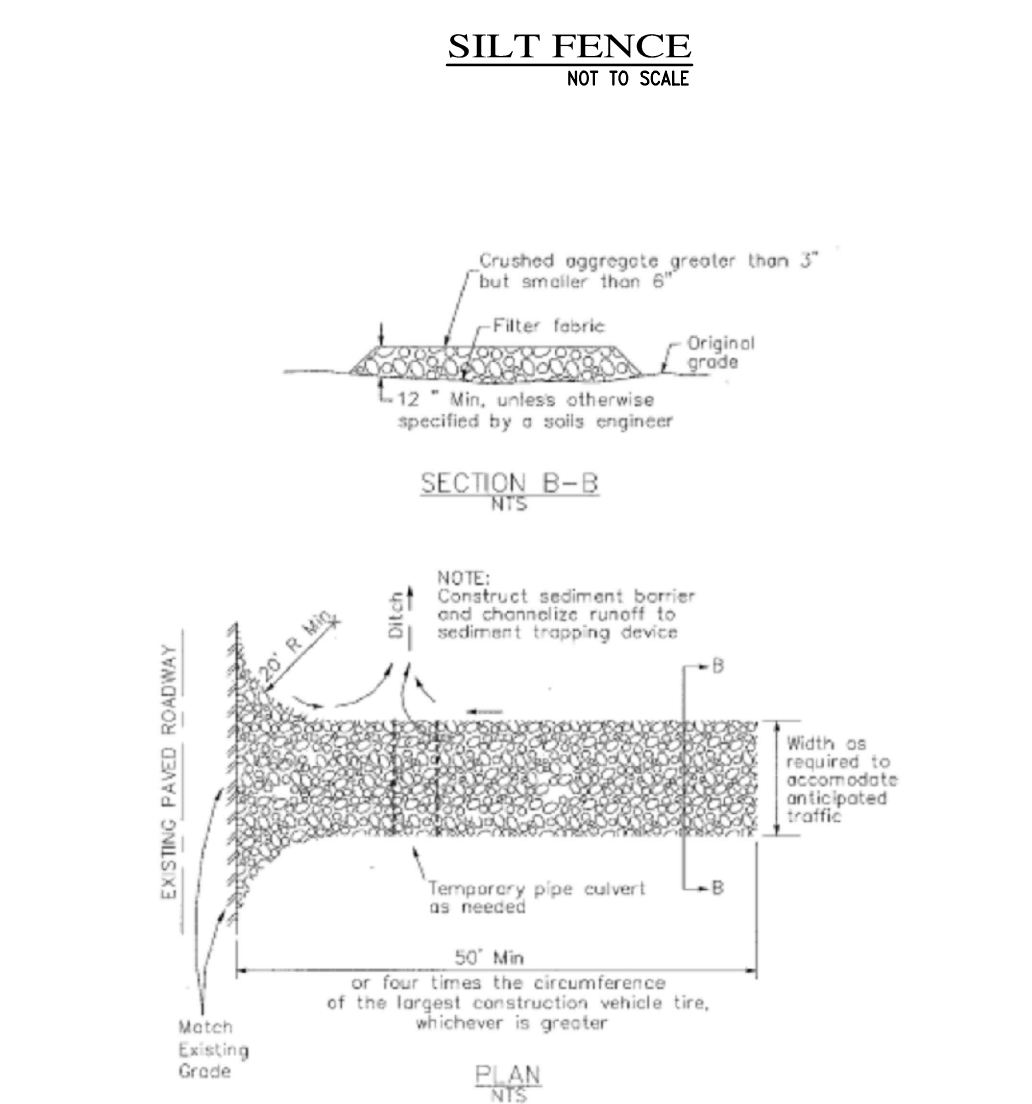 SILT FENCE
NOT TO SCALE
Crushed aggregate greater than 3"
but smaller than 6"
Filter fabric
Original
grade
12 " Min, unless otherwise
specified by a soils engineer
SECTION B-B
NTS
NOTE:
Construct sediment barrier
and channelize runoff to
sediment trapping device
Ditch
20' R Min
EXISTING PAVED ROADWAY
B
Width as
required to
accomodate
anticipated
traffic
B
Temporary pipe culvert
as needed
50' Min
or four times the circumference
of the largest construction vehicle tire,
whichever is greater
Match
Existing
Grade
PLAN
NTS